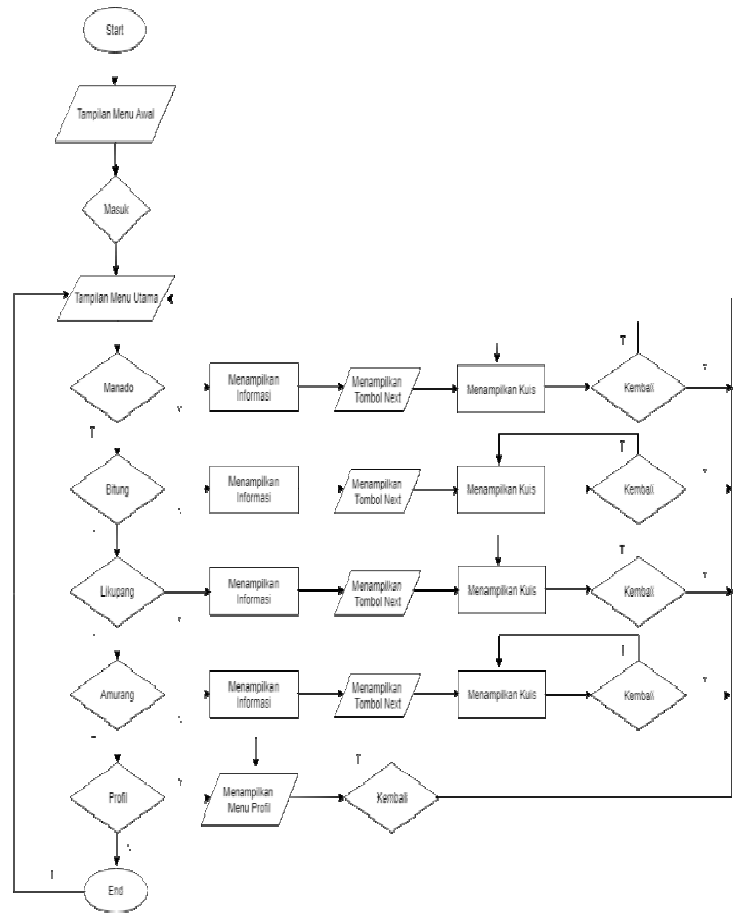 Start
Tampilan Menu Awal
Masuk
Tampilan Menu Utama
T
Manado
Menampilkan
Informasi
Menampilkan
Tombol Next
Menampilkan Kuis
Kembali
Y
Y
T
T
Bitung
Menampilkan
Informasi
Menampilkan
Tombol Next
Menampilkan Kuis
Kembali
Y
T
Likupang
Menampilkan
Informasi
Menampilkan
Tombol Next
Menampilkan Kuis
Kembali
Y
Y
Amurang
Menampilkan
Informasi
Menampilkan
Tombol Next
Menampilkan Kuis
Kembali
Y
T
Profil
Y
Menampilkan
Menu Profil
Kembali
End